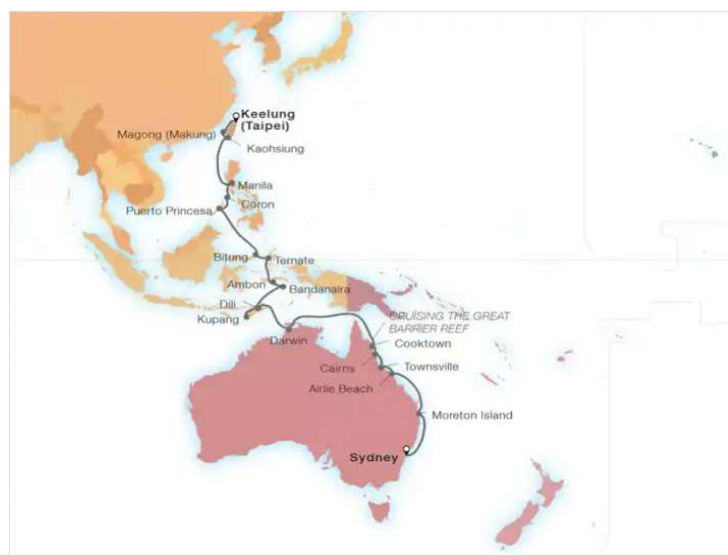 Keelung
(Taipei)
Magong (Makung)
Kaohsiung
Manila
Coron
Puerto Princesa
Bitung
Ternate
Ambon
Bandanaira
Dili
Kupang
CRUISING THE GREAT
BARRIER REEF
Darwin
Cooktown
Cairns
Townsville
Airlie Beach
Moreton Island
Sydney